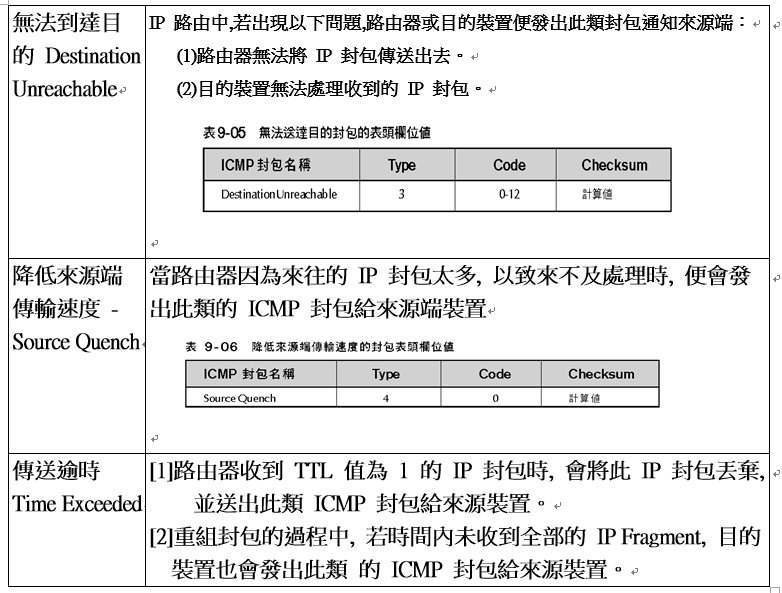 無法到達目
的 Destination
Unreachable
IP 路由中,若出現以下問題,路由器或目的裝置便發出此類封包通知來源端：
(1)路由器無法將 IP 封包傳送出去。
(2)目的裝置無法處理收到的 IP 封包。
表9-05 無法送達目的封包的表頭欄位值
ICMP 封包名稱 Type Code Checksum
Destination Unreachable 3 0-12 計算值
降低來源端
傳輸速度 -
Source Quench
當路由器因為來往的 IP 封包太多, 以致來不及處理時, 便會發
出此類的 ICMP 封包給來源端裝置
表 9-06 降低來源端傳輸速度的封包表頭欄位值
ICMP 封包名稱 Type Code Checksum
Source Quench 4 0 計算值
傳送逾時
Time Exceeded
[1]路由器收到 TTL 值為 1 的 IP 封包時, 會將此 IP 封包丟棄,
並送出此類 ICMP 封包給來源裝置。
[2]重組封包的過程中, 若時間內未收到全部的 IP Fragment, 目的
裝置也會發出此類 的 ICMP 封包給來源裝置。